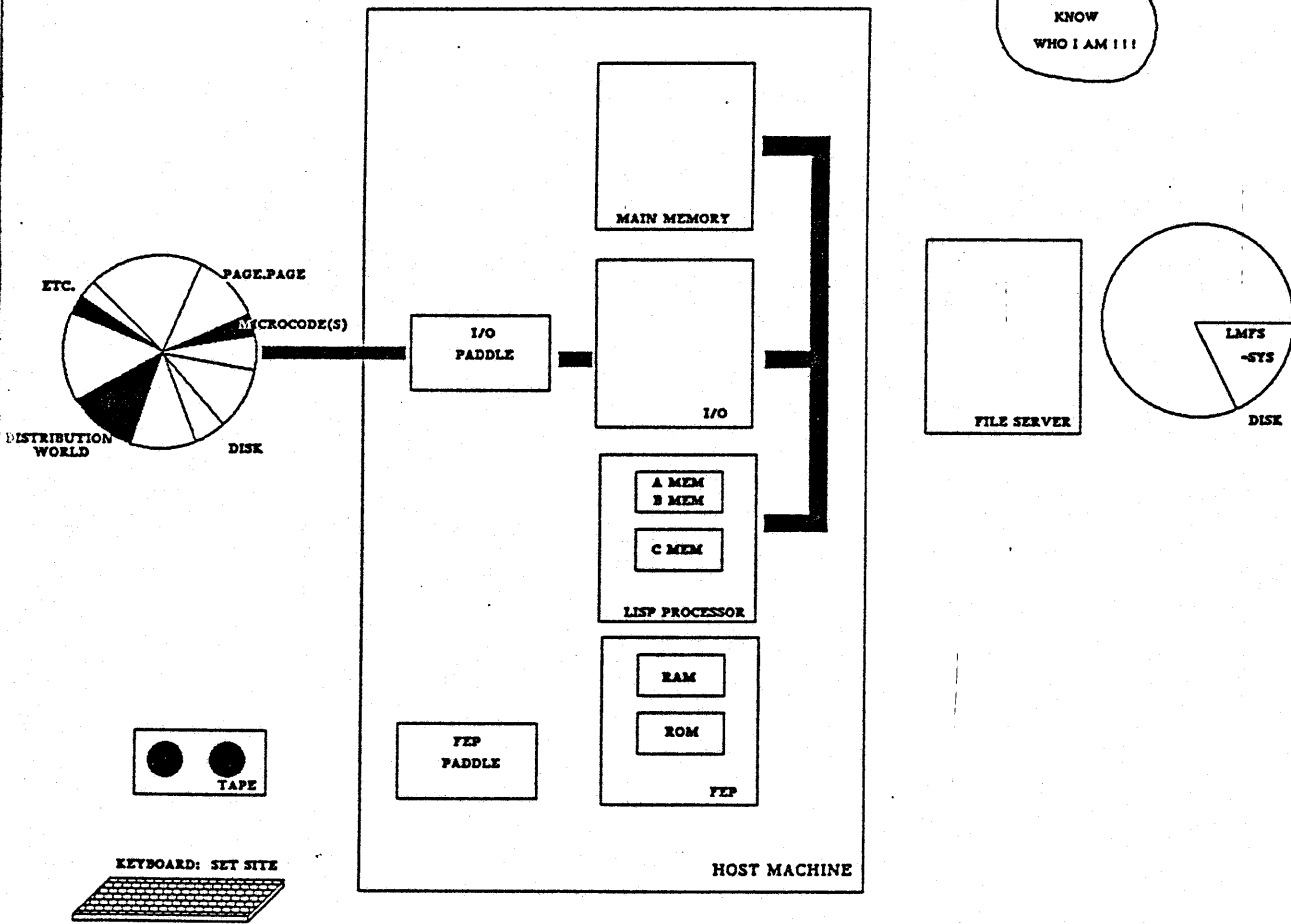 KNOW
WHO I AM !!!
MAIN MEMORY
PAGE.PAGE
ETC.
MICROCODE(S)
I/O
PADDLE
I/O
LMFS
-SYS
FILE SERVER
DISK
DISTRIBUTION
WORLD
DISK
A MEM
B MEM
C MEM
LISP PROCESSOR
RAM
ROM
FEP
FEP
PADDLE
TAPE
KEYBOARD: SET SITE
HOST MACHINE